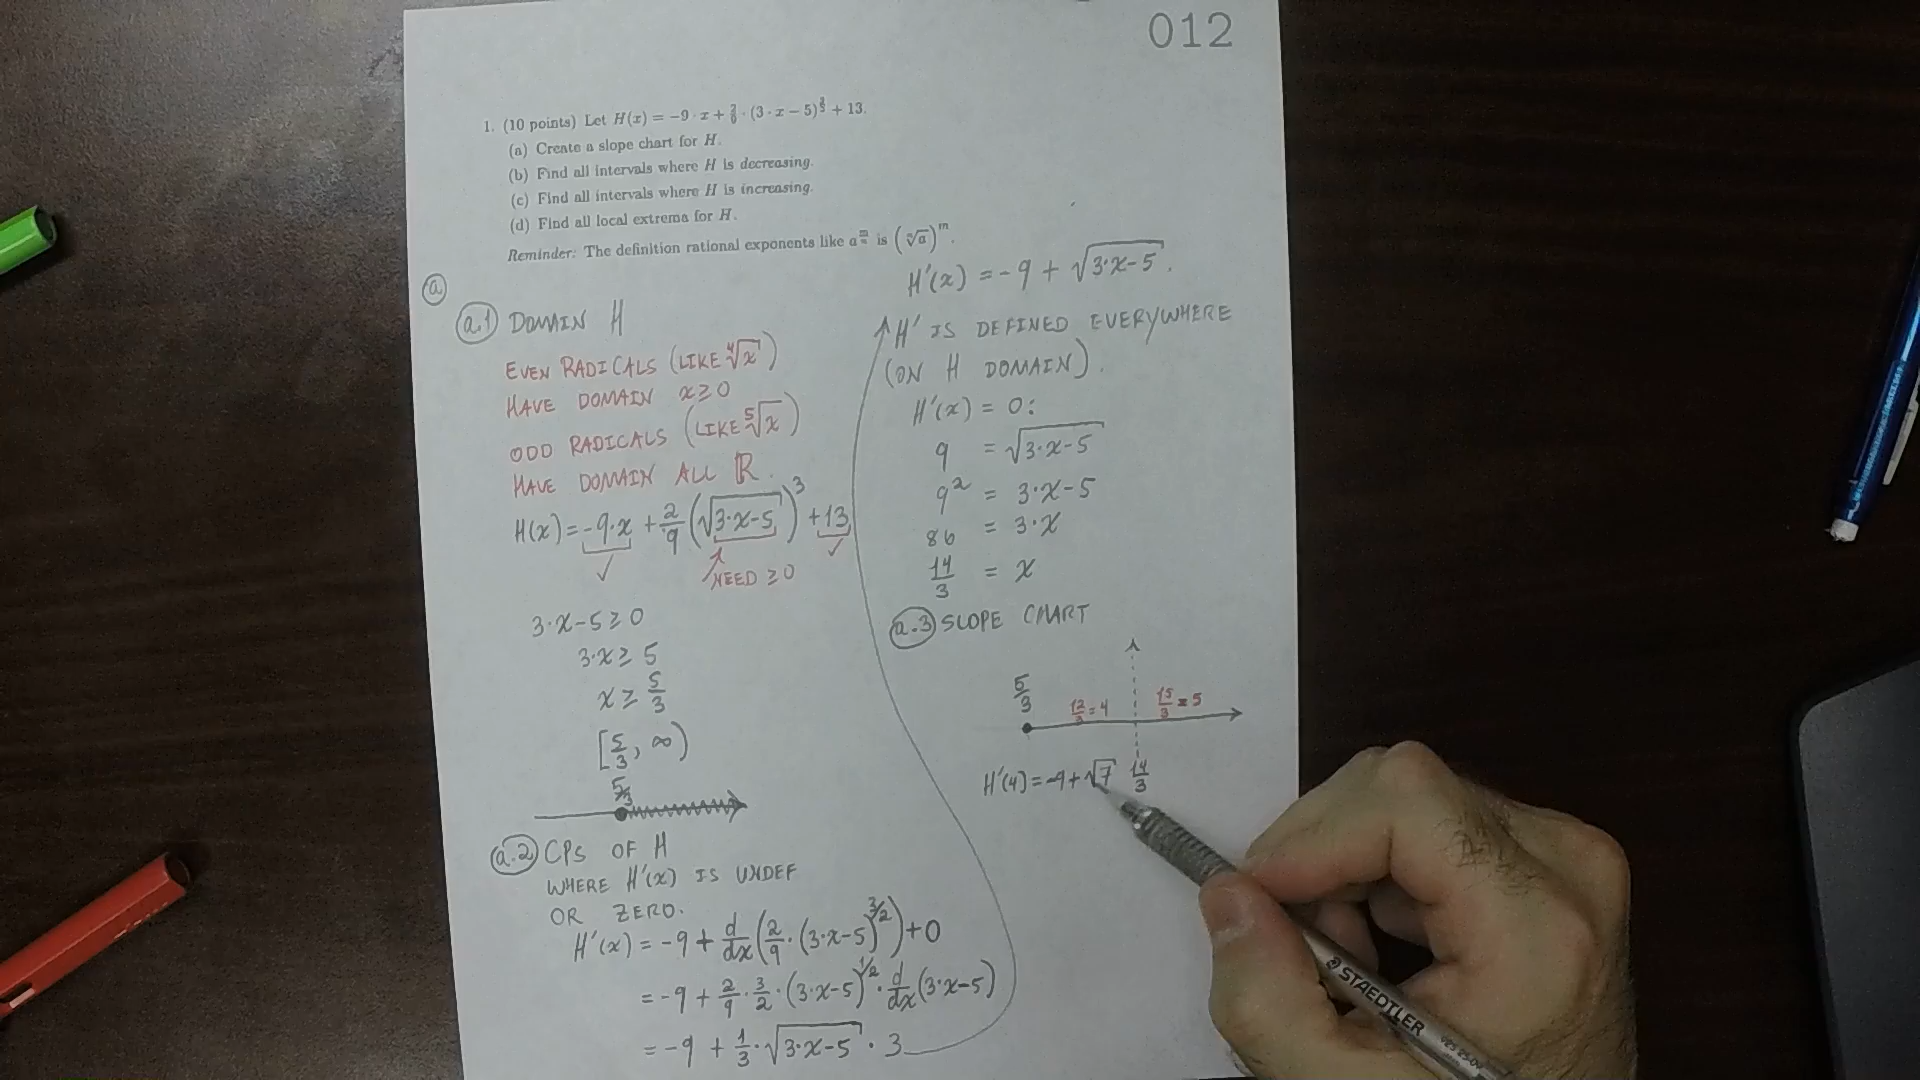 012
1. (10 points) Let H(x) = −9 · x + 2/9 · (3 · x − 5)^{3/2} + 13.
(a) Create a slope chart for H.
(b) Find all intervals where H is decreasing.
(c) Find all intervals where H is increasing.
(d) Find all local extrema for H.
Reminder: The definition rational exponents like a^{m/n} is (ⁿ√a)^m.
(a)
(a.1) DOMAIN H
EVEN RADICALS (LIKE ⁴√x)
HAVE DOMAIN x≥0
ODD RADICALS (LIKE ⁵√x)
HAVE DOMAIN ALL ℝ.
H(x) = -9·x + 2/9 (√(3·x-5))³ + 13
✓ NEED ≥0 ✓
3·x-5≥0
3·x ≥ 5
x ≥ 5/3
[5/3, ∞)
5/3
(a.2) CPs OF H
WHERE H'(x) IS UNDEF
OR ZERO.
H'(x) = -9 + d/dx(2/9·(3·x-5)^{3/2})+0
= -9 + 2/9·3/2·(3·x-5)^{1/2}·d/dx(3·x-5)
= -9 + 1/3·√(3·x-5) · 3
H'(x) = -9 + √(3·x-5).
H' IS DEFINED EVERYWHERE
(ON H DOMAIN).
H'(x) = 0:
9 = √(3·x-5)
9² = 3·x-5
86 = 3·x
14/3 = x
(a.3) SLOPE CHART
5/3 12/3=4 15/3=5
H'(4)=-9+√7 14/3
STAEDTLER